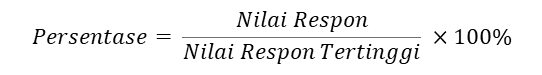 Persentase = Nilai Respon / Nilai Respon Tertinggi × 100%